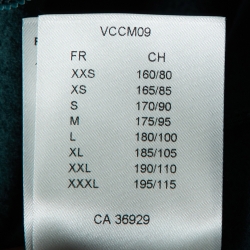 VCCM09
FR CH
XXS 160/80
XS 165/85
S 170/90
M 175/95
L 180/100
XL 185/105
XXL 190/110
XXXL 195/115
CA 36929